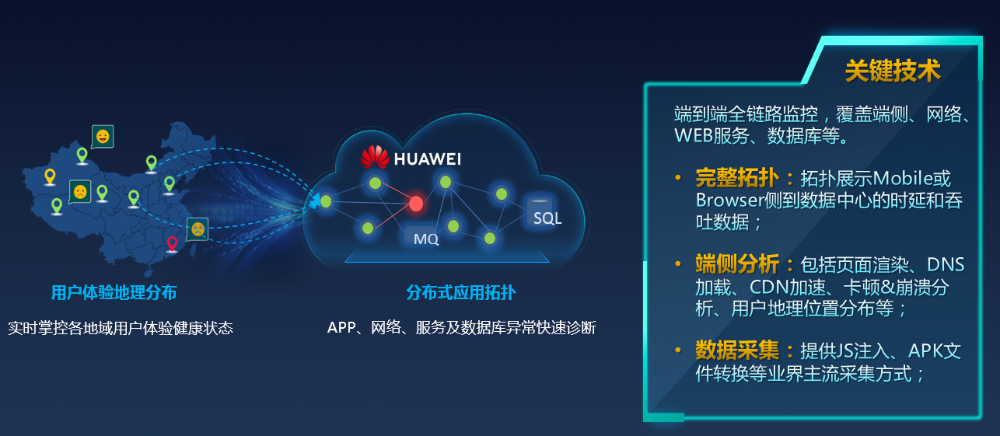 HUAWEI
SQL
MQ
用户体验地理分布
实时掌控各地域用户体验健康状态
分布式应用拓扑
APP、网络、服务及数据库异常快速诊断
关键技术
端到端全链路监控，覆盖端侧、网络、
WEB服务、数据库等。
• 完整拓扑：拓扑展示Mobile或
Browser侧到数据中心的时延和吞
吐数据；
• 端侧分析：包括页面渲染、DNS
加载、CDN加速、卡顿&崩溃分
析、用户地理位置分布等；
• 数据采集：提供JS注入、APK文
件转换等业界主流采集方式；